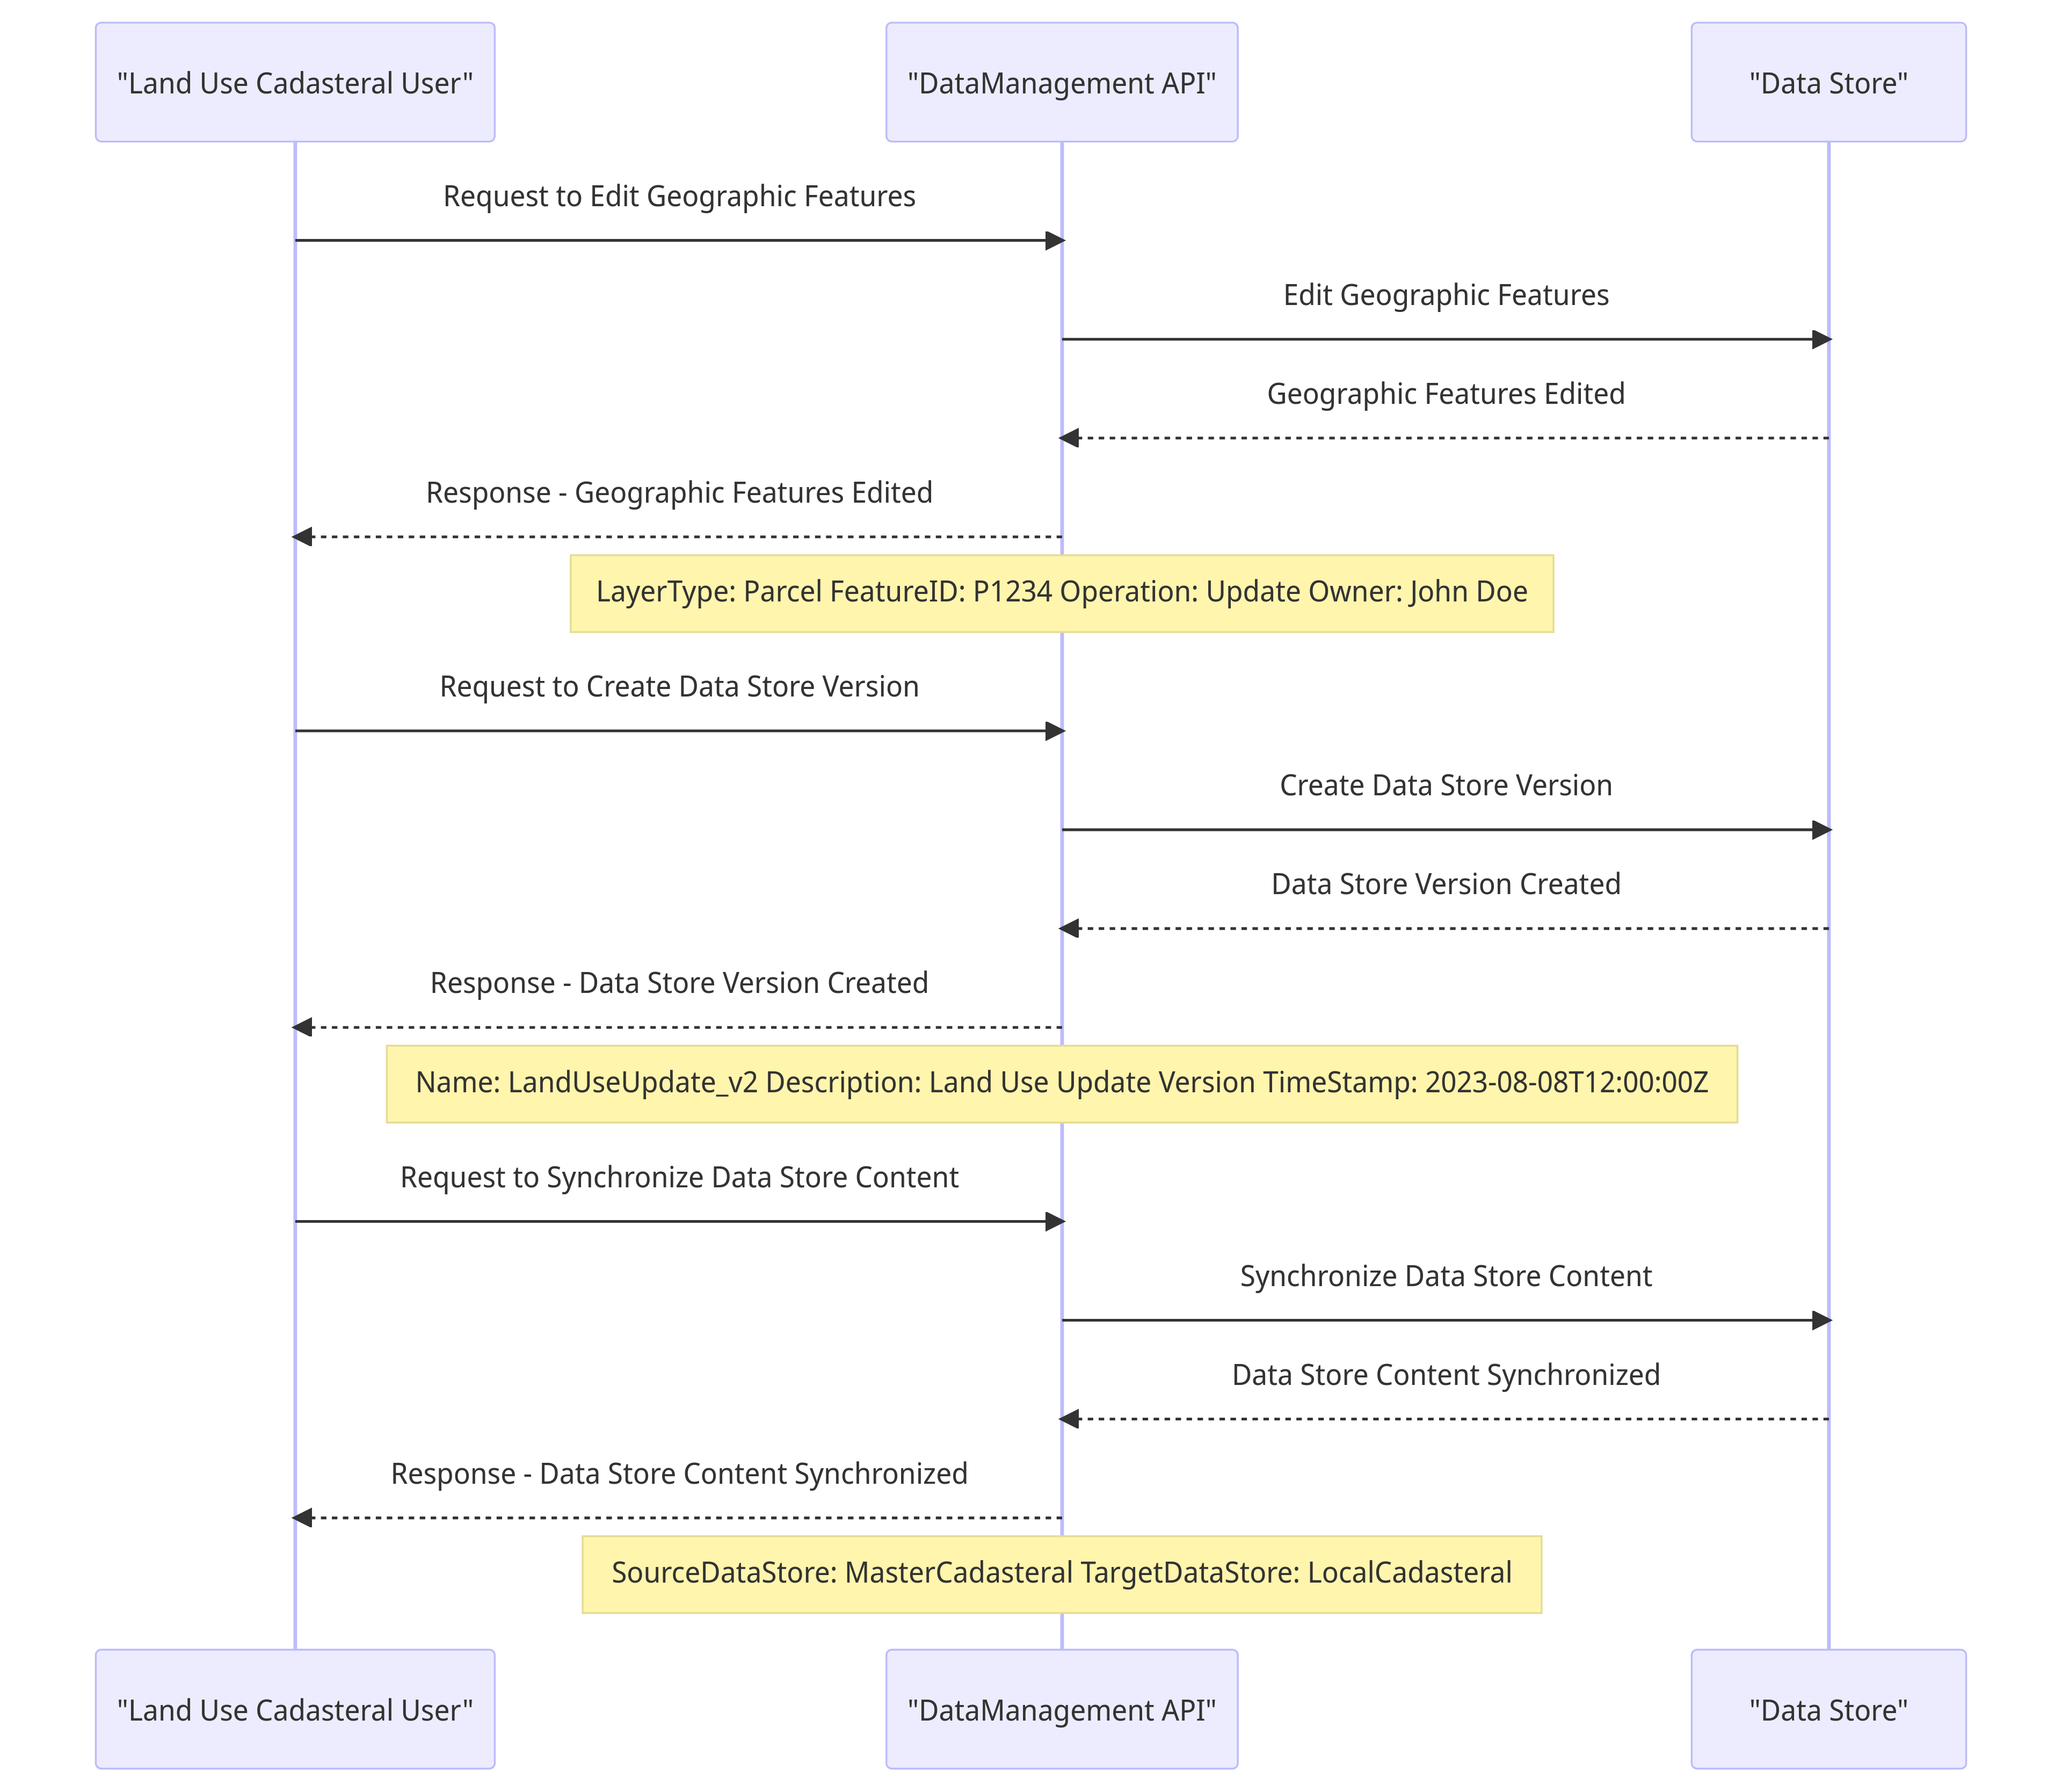 "Land Use Cadasteral User"
"DataManagement API"
"Data Store"
Request to Edit Geographic Features
Edit Geographic Features
Geographic Features Edited
Response - Geographic Features Edited
LayerType: Parcel FeatureID: P1234 Operation: Update Owner: John Doe
Request to Create Data Store Version
Create Data Store Version
Data Store Version Created
Response - Data Store Version Created
Name: LandUseUpdate_v2 Description: Land Use Update Version TimeStamp: 2023-08-08T12:00:00Z
Request to Synchronize Data Store Content
Synchronize Data Store Content
Data Store Content Synchronized
Response - Data Store Content Synchronized
SourceDataStore: MasterCadasteral TargetDataStore: LocalCadasteral
"Land Use Cadasteral User"
"DataManagement API"
"Data Store"